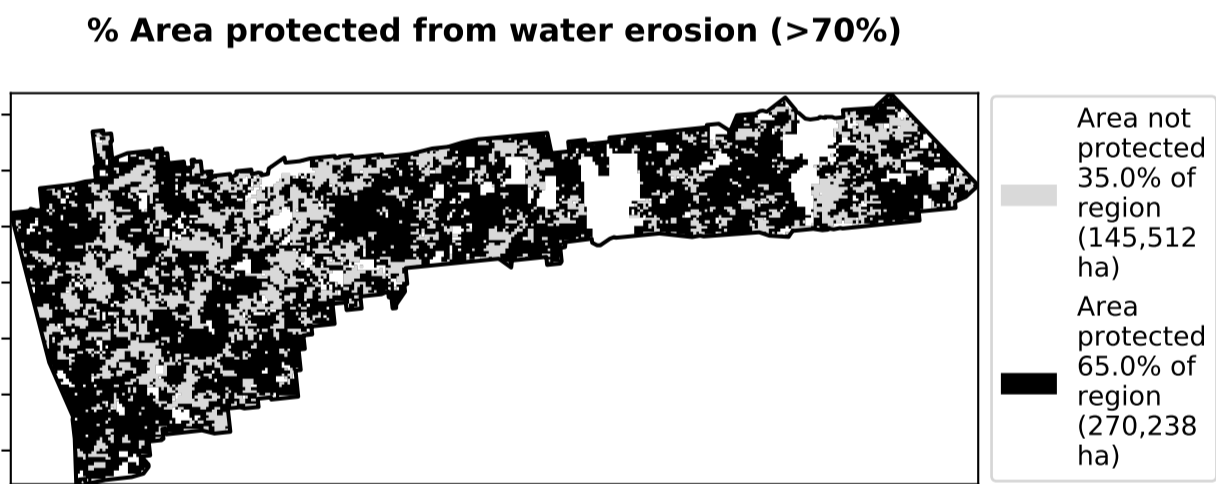 % Area protected from water erosion (>70%)
Area not
protected
35.0% of
region
(145,512
ha)
Area
protected
65.0% of
region
(270,238
ha)